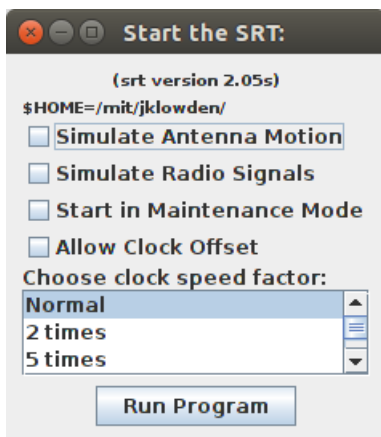 Start the SRT:
(srt version 2.05s)
$HOME=/mit/jklowden/
Simulate Antenna Motion
Simulate Radio Signals
Start in Maintenance Mode
Allow Clock Offset
Choose clock speed factor:
Normal
2 times
5 times
Run Program